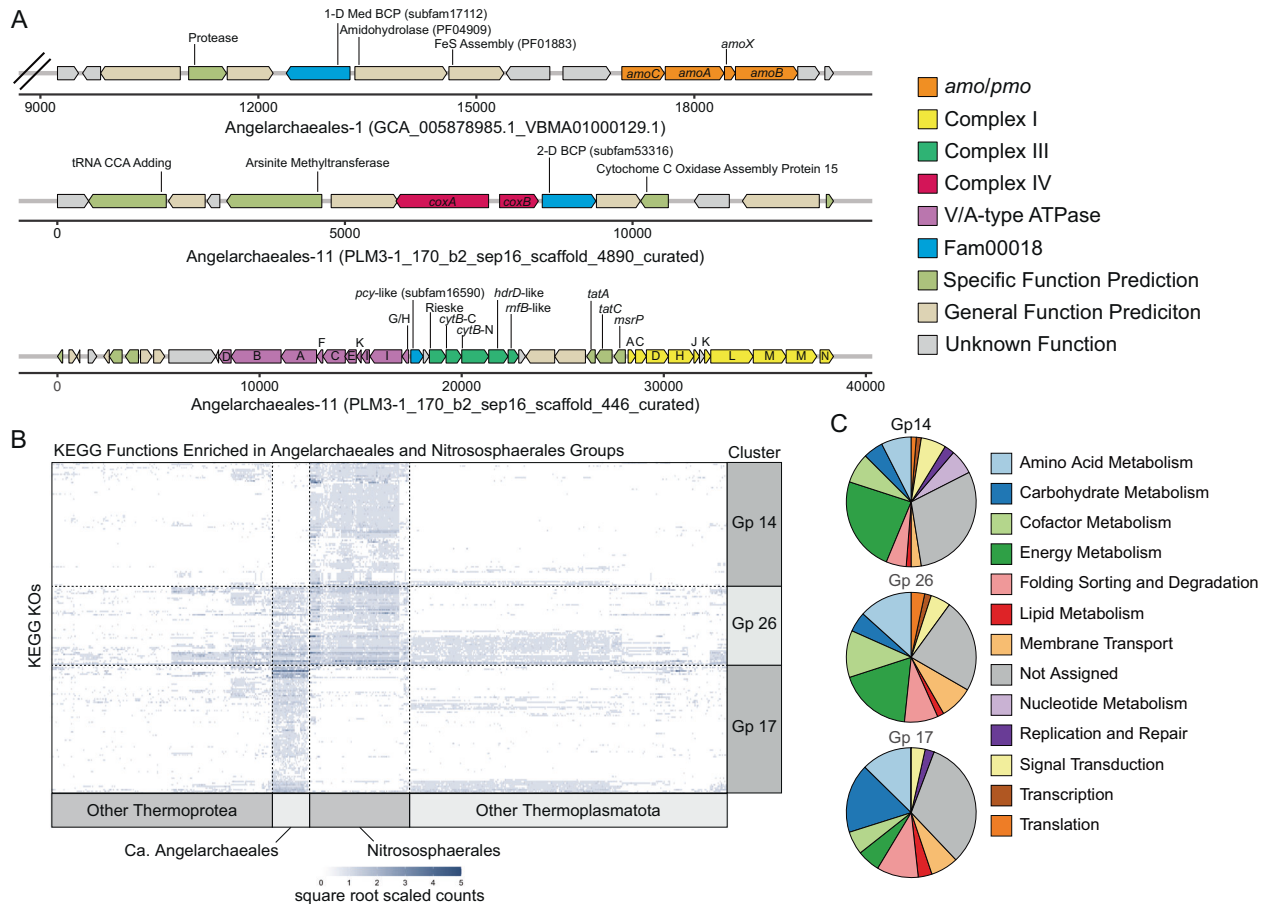 A
1-D Med BCP (subfam17112)
Amidohydrolase (PF04909)
Protease
FeS Assembly (PF01883)
amoX
amoC
amoA
amoB
9000
12000
15000
18000
Angelarchaeales-1 (GCA_005878985.1_VBMA01000129.1)
2-D BCP (subfam53316)
tRNA CCA Adding
Arsinite Methyltransferase
Cytochome C Oxidase Assembly Protein 15
coxA
coxB
0
5000
10000
Angelarchaeales-11 (PLM3-1_170_b2_sep16_scaffold_4890_curated)
pcy-like (subfam16590)
hdrD-like
tatA
G/H
Rieske
rnfB-like
tatC
cytB-C
msrP
cytB-N
F
K
A C
J K
D
B
A
C
E
I
D
H
L
M
M
N
0
10000
20000
30000
40000
Angelarchaeales-11 (PLM3-1_170_b2_sep16_scaffold_446_curated)
amo/pmo
Complex I
Complex III
Complex IV
V/A-type ATPase
Fam00018
Specific Function Prediction
General Function Prediciton
Unknown Function
B
KEGG Functions Enriched in Angelarchaeales and Nitrososphaerales Groups
Cluster
KEGG KOs
Gp 14
Gp 26
Gp 17
Other Thermoprotea
Other Thermoplasmatota
Ca. Angelarchaeales
Nitrososphaerales
0 1 2 3 4 5
square root scaled counts
C
Gp14
Gp 26
Gp 17
Amino Acid Metabolism
Carbohydrate Metabolism
Cofactor Metabolism
Energy Metabolism
Folding Sorting and Degradation
Lipid Metabolism
Membrane Transport
Not Assigned
Nucleotide Metabolism
Replication and Repair
Signal Transduction
Transcription
Translation